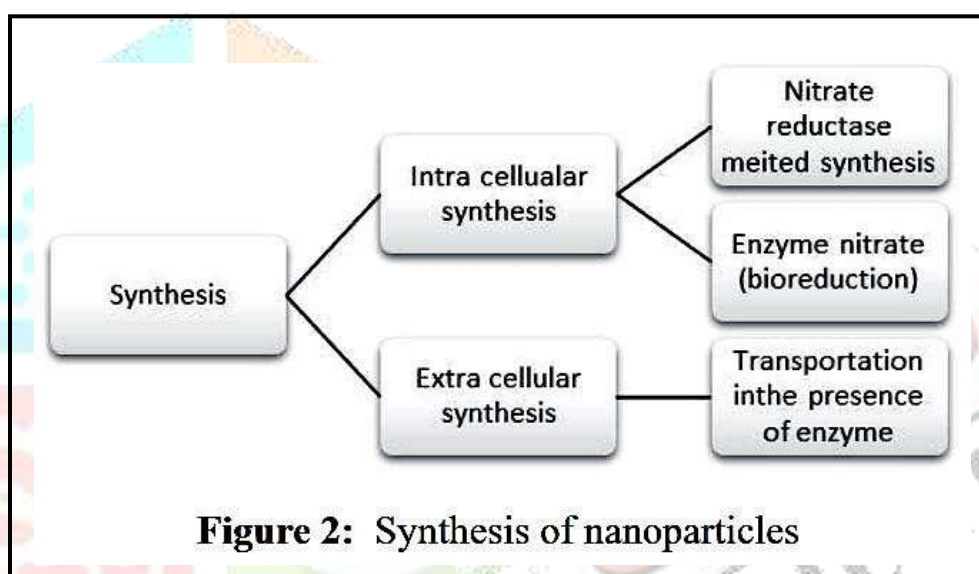 Synthesis
Intra cellualar
synthesis
Nitrate
reductase
meited synthesis
Enzyme nitrate
(bioreduction)
Extra cellular
synthesis
Transportation
inthe presence
of enzyme
Figure 2: Synthesis of nanoparticles